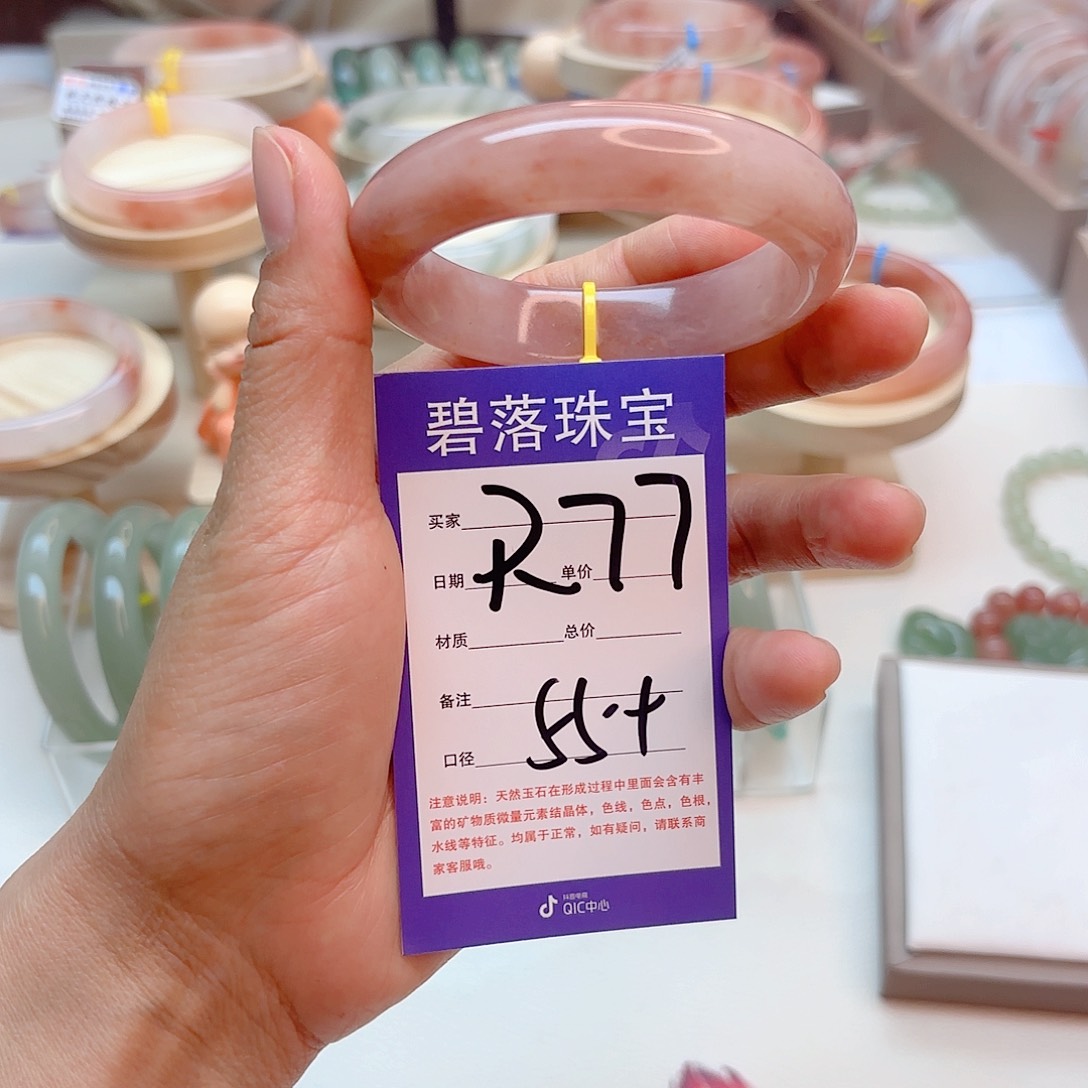 碧落珠宝
买家
R77
日期 单价
材质 总价
备注
55.+
口径
注意说明：天然玉石在形成过程中里面会含有丰
富的矿物质微量元素结晶体，色线，色点，色根，
水线等特征。均属于正常，如有疑问，请联系商
家客服哦。
抖音电商
QIC中心